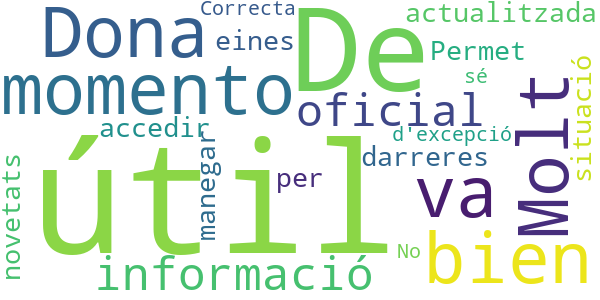 Correcta
actualitzada
Dona
De
eines
Permet
momento
sé
situació
Molt
oficial
accedir
d'excepció
manegar
útil
darreres
novetats
per
va
bien
No
informació